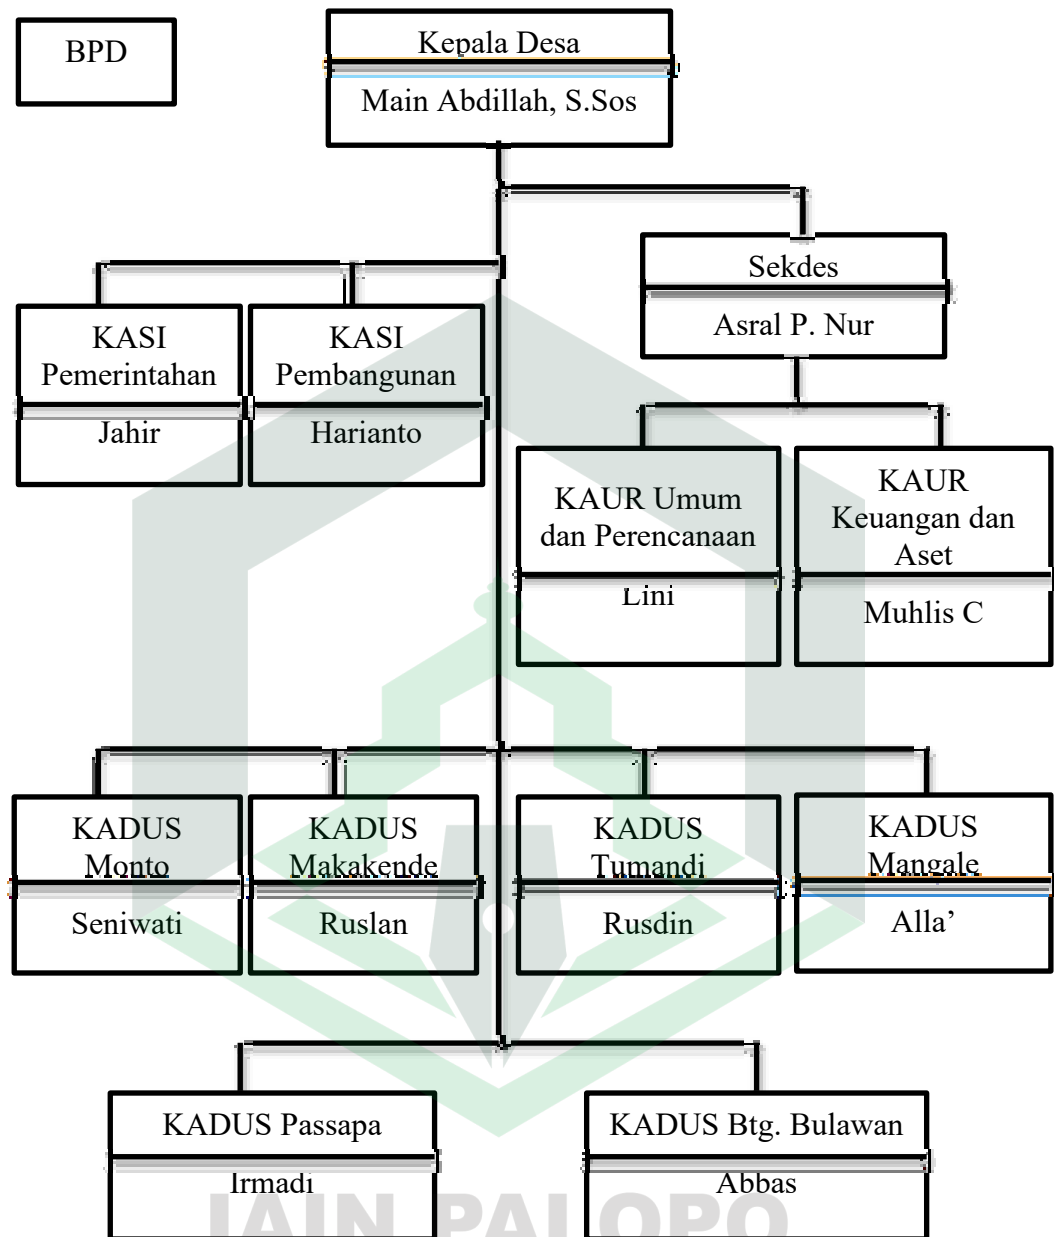 BPD
Kepala Desa
Main Abdillah, S.Sos
Sekdes
Asral P. Nur
KASI
Pemerintahan
Jahir
KASI
Pembangunan
Harianto
KAUR Umum
dan Perencanaan
Lini
KAUR
Keuangan dan
Aset
Muhlis C
KADUS
Monto
Seniwati
KADUS
Makakende
Ruslan
KADUS
Tumandi
Rusdin
KADUS
Mangale
Alla’
KADUS Passapa
Irmadi
KADUS Btg. Bulawan
Abbas
IAIN PALOPO